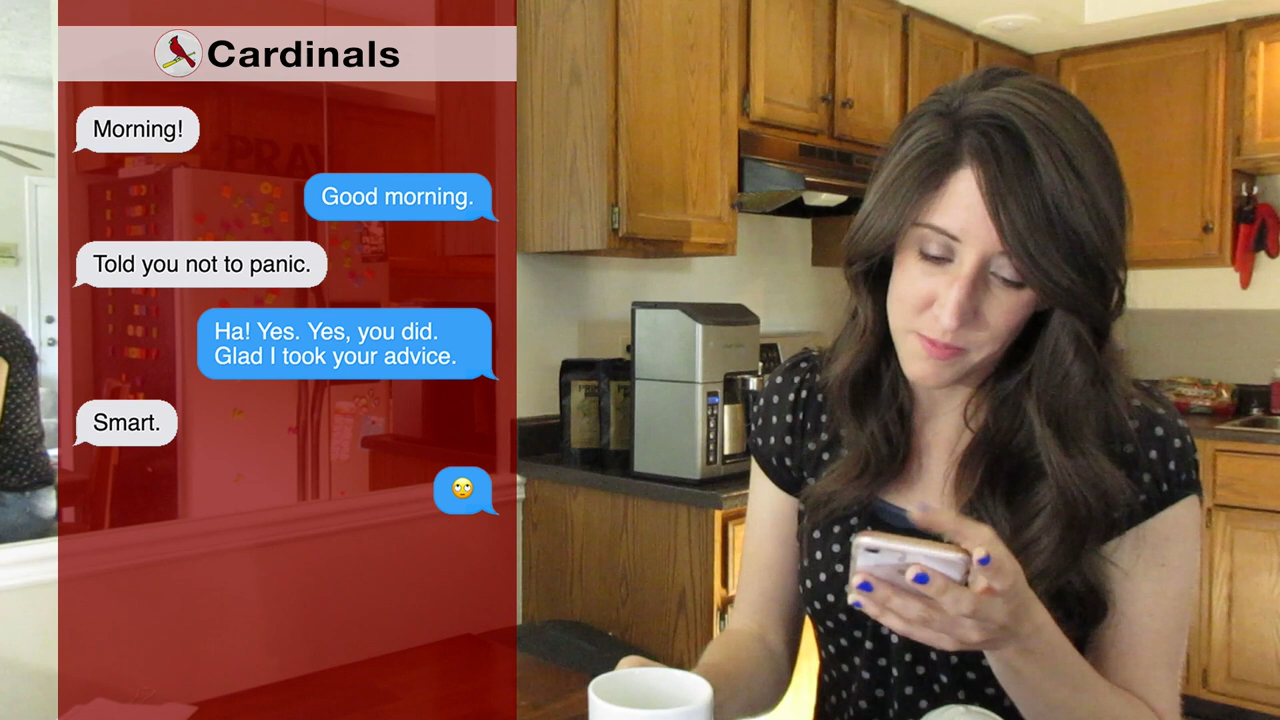 Cardinals
Morning!
PRAY
Good morning.
Told you not to panic.
Ha! Yes. Yes, you did.
Glad I took your advice.
Smart.
🙄